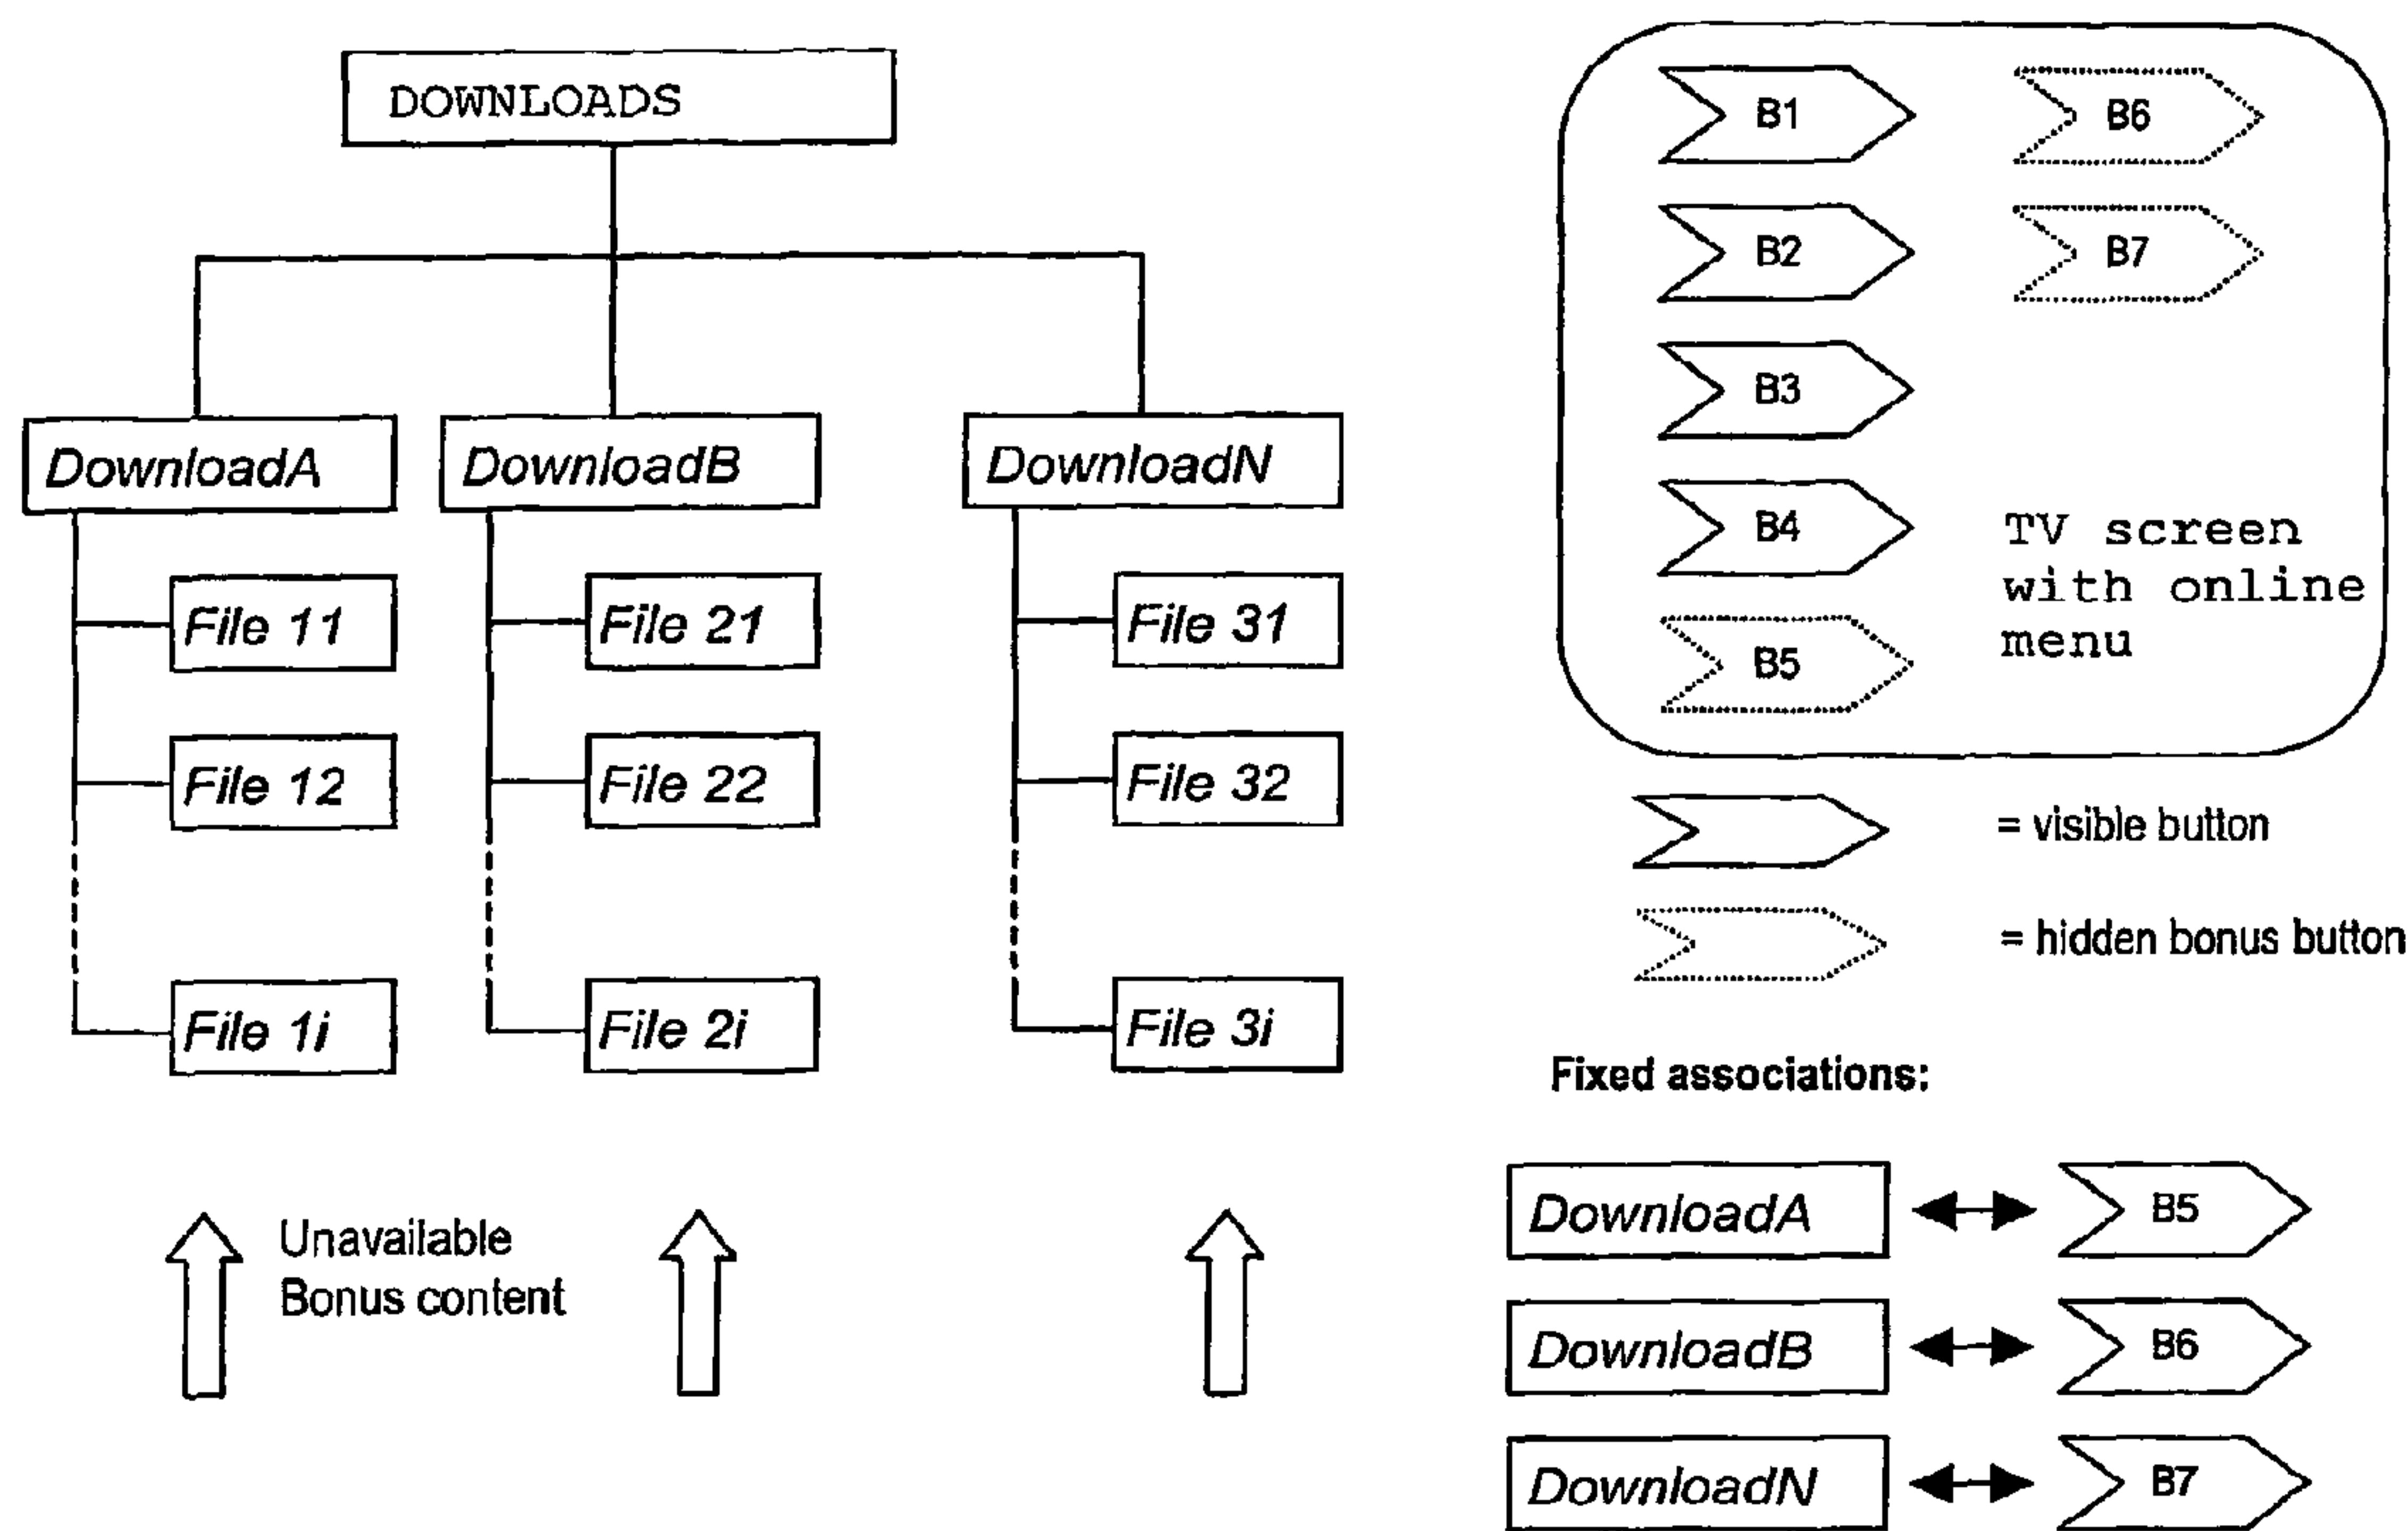 DOWNLOADS
DownloadA
DownloadB
DownloadN
File 11
File 21
File 31
File 12
File 22
File 32
File 1i
File 2i
File 3i
Unavailable
Bonus content
B1
B6
B2
B7
B3
B4
B5
TV screen
with online
menu
= visible button
= hidden bonus button
Fixed associations:
DownloadA
B5
DownloadB
B6
DownloadN
B7